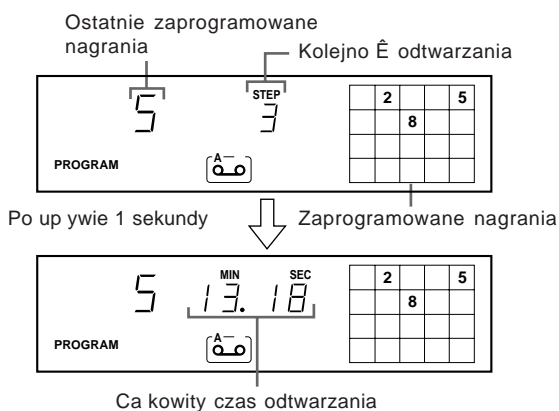 Ostatnie zaprogramowane
nagrania
Kolejno Ê odtwarzania
STEP
5 3
2 5
8
PROGRAM
A
Po up ywie 1 sekundy
Zaprogramowane nagrania
MIN SEC
5 13. 18
2 5
8
PROGRAM
A
Ca kowity czas odtwarzania